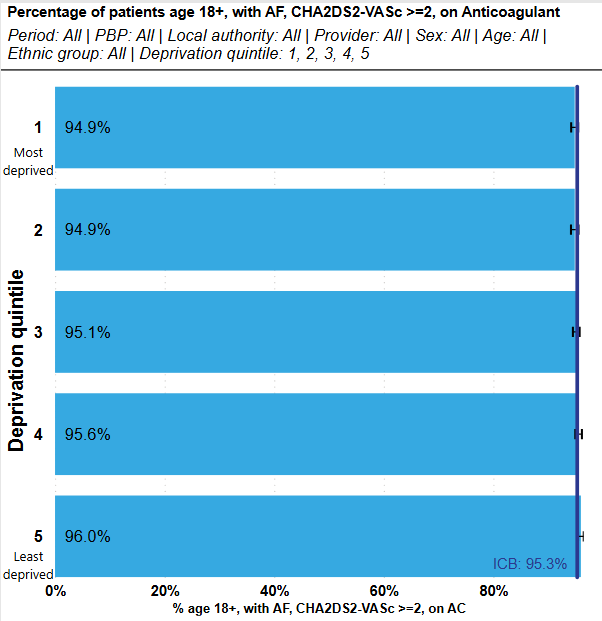 Percentage of patients age 18+, with AF, CHA2DS2-VASc >=2, on Anticoagulant
Period: All | PBP: All | Local authority: All | Provider: All | Sex: All | Age: All |
Ethnic group: All | Deprivation quintile: 1, 2, 3, 4, 5
Deprivation quintile
1
Most
deprived
94.9%
2
94.9%
3
95.1%
4
95.6%
5
Least
deprived
96.0%
ICB: 95.3%
0%
20%
40%
60%
80%
% age 18+, with AF, CHA2DS2-VASc >=2, on AC